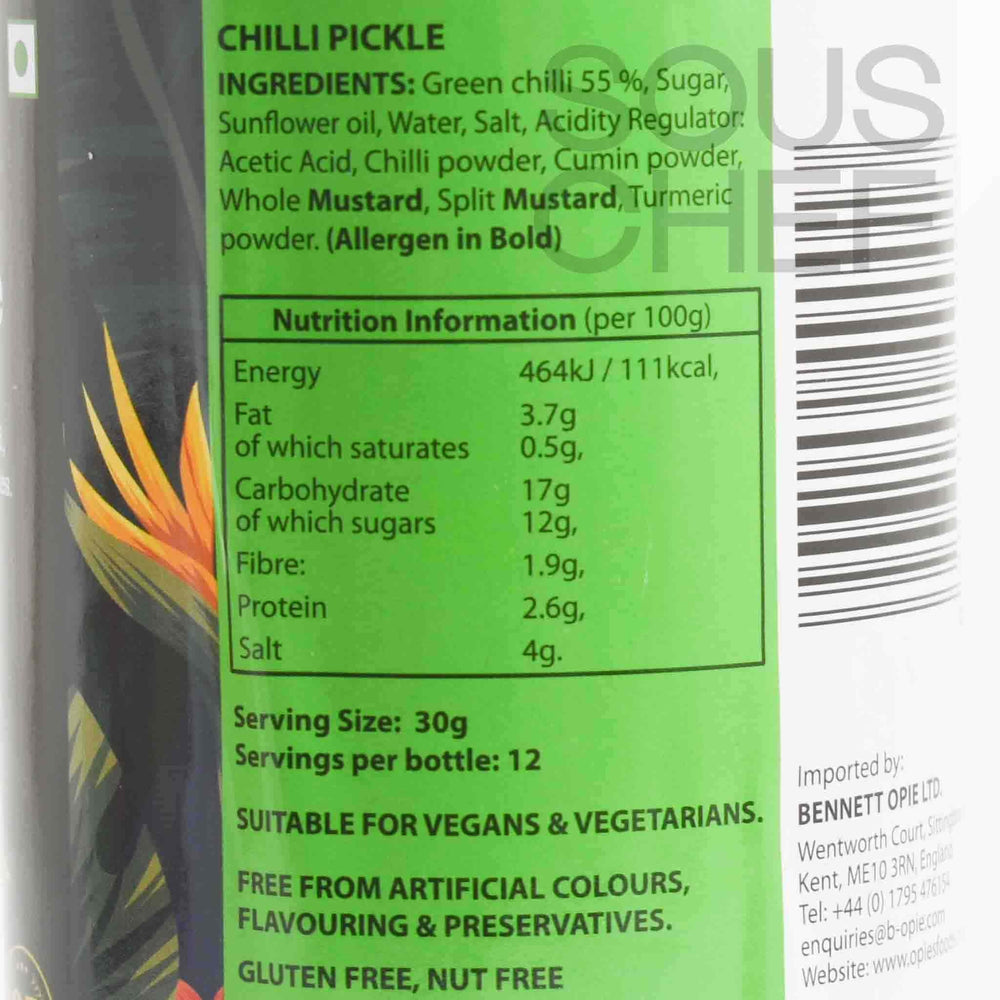 CHILLI PICKLE
INGREDIENTS: Green chilli 55 %, Sugar,
Sunflower oil, Water, Salt, Acidity Regulator:
Acetic Acid, Chilli powder, Cumin powder,
Whole Mustard, Split Mustard, Turmeric
powder. (Allergen in Bold)
SOUS
CHEF
Nutrition Information (per 100g)
Energy 464kJ / 111kcal,
Fat 3.7g
of which saturates 0.5g,
Carbohydrate 17g
of which sugars 12g,
Fibre: 1.9g,
Protein 2.6g,
Salt 4g.
Serving Size: 30g
Servings per bottle: 12
SUITABLE FOR VEGANS & VEGETARIANS.
FREE FROM ARTIFICIAL COLOURS,
FLAVOURING & PRESERVATIVES.
GLUTEN FREE, NUT FREE
Imported by:
BENNETT OPIE LTD.
Wentworth Court,
Kent, ME10 3RN, England
Tel: +44 (0) 1795 476154
enquiries@b-opie.com
Website: